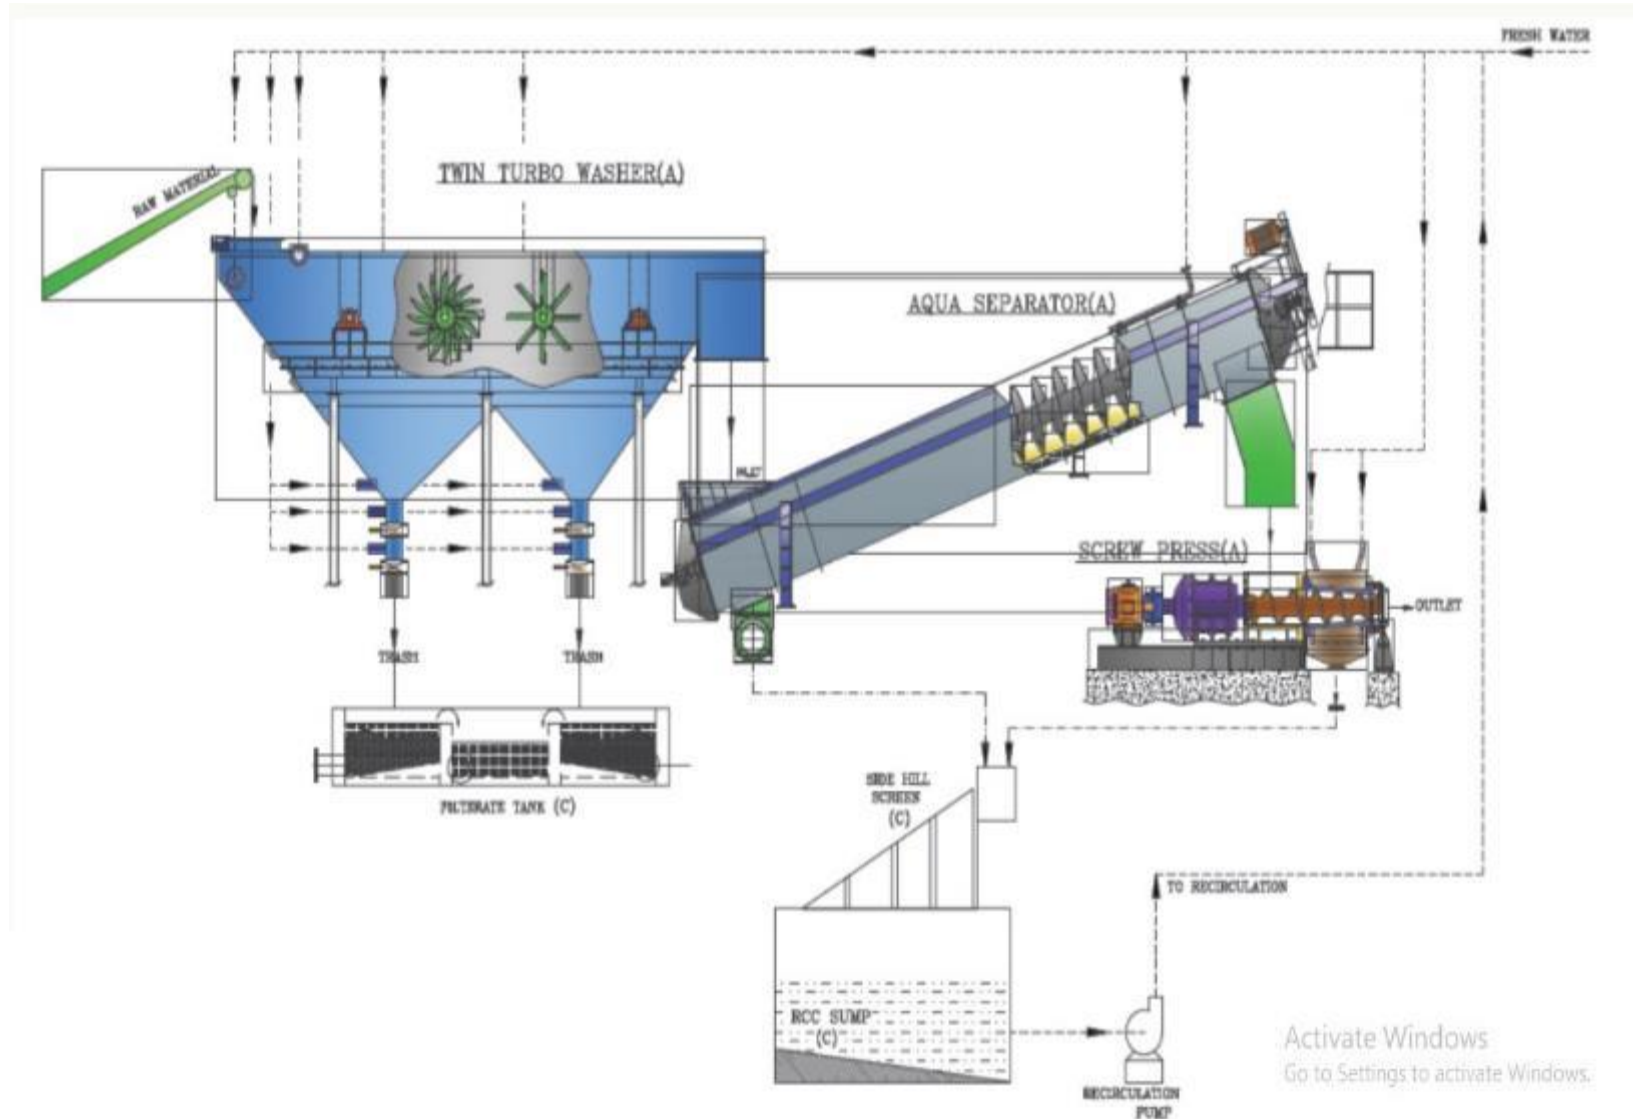 FRESH WATER
RAW MATERIAL
TWIN TURBO WASHER(A)
AQUA SEPARATOR(A)
INLET
SCREW PRESS(A)
OUTLET
TRASH
TRASH
FILTERATE TANK (C)
SIDE HILL
SCREEN
(C)
TO RECIRCULATION
RCC SUMP
(C)
RECIRCULATION
PUMP
Activate Windows
Go to Settings to activate Windows.